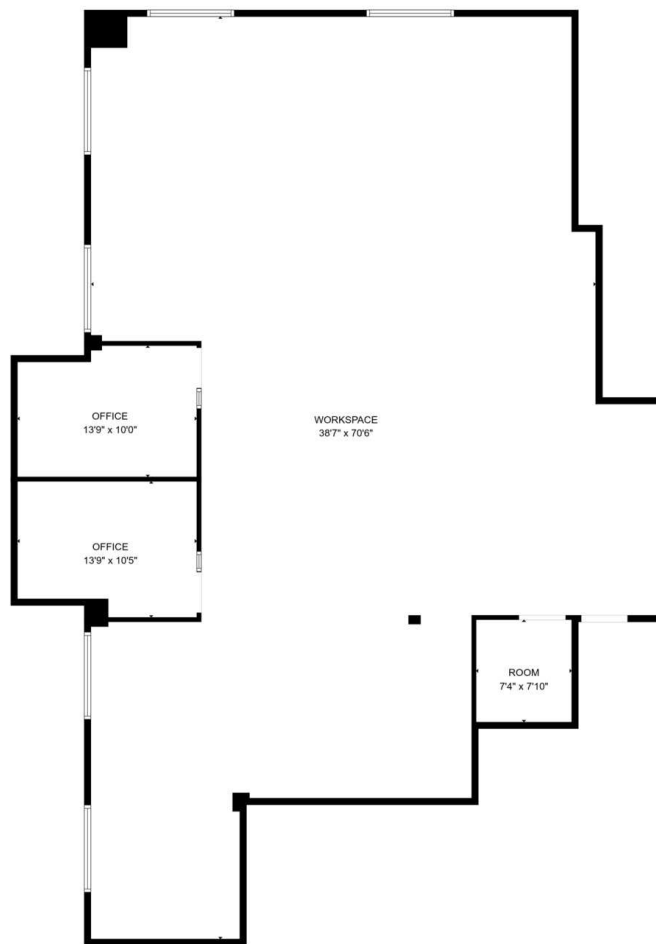 OFFICE
13'9" x 10'0"
WORKSPACE
38'7" x 70'6"
OFFICE
13'9" x 10'5"
ROOM
7'4" x 7'10"